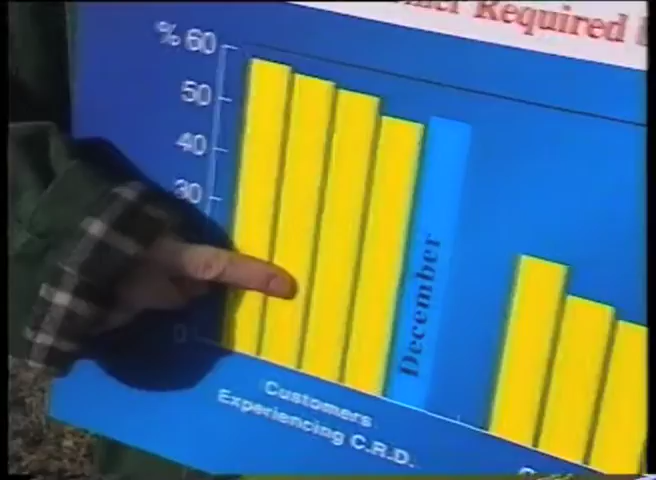 Required
% 60
50
40
30
0
December
Customers
Experiencing C.R.D.